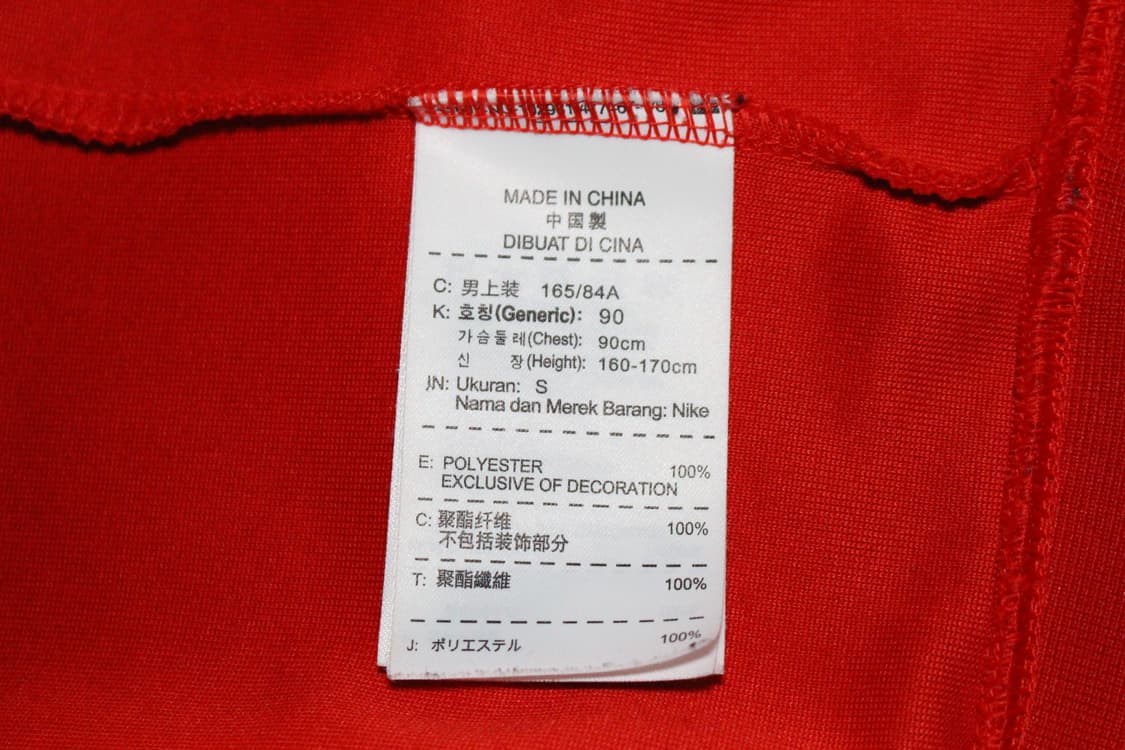 MADE IN CHINA
中国製
DIBUAT DI CINA
C: 男上装 165/84A
K: 호칭(Generic): 90
가슴둘레(Chest): 90cm
신 장(Height): 160-170cm
IN: Ukuran: S
Nama dan Merek Barang: Nike
E: POLYESTER 100%
EXCLUSIVE OF DECORATION
C: 聚酯纤维 100%
不包括装饰部分
T: 聚酯纖維 100%
J: ポリエステル 100%